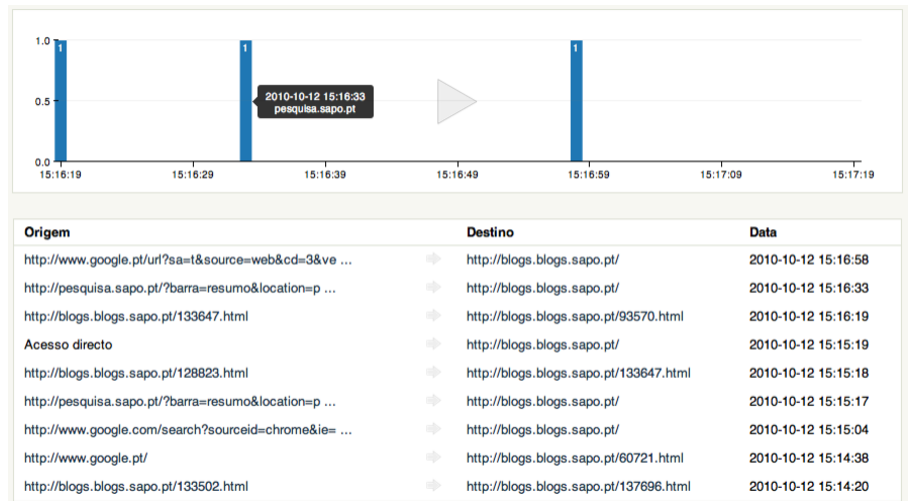 1.0
1
1
1
2010-10-12 15:16:33
pesquisa.sapo.pt
0.5
0.0
15:16:19 15:16:29 15:16:39 15:16:49 15:16:59 15:17:09 15:17:19
Origem Destino Data
http://www.google.pt/url?sa=t&source=web&cd=3&ve ... http://blogs.blogs.sapo.pt/ 2010-10-12 15:16:58
http://pesquisa.sapo.pt/?barra=resumo&location=p ... http://blogs.blogs.sapo.pt/ 2010-10-12 15:16:33
http://blogs.blogs.sapo.pt/133647.html http://blogs.blogs.sapo.pt/93570.html 2010-10-12 15:16:19
Acesso directo http://blogs.blogs.sapo.pt/ 2010-10-12 15:15:19
http://blogs.blogs.sapo.pt/128823.html http://blogs.blogs.sapo.pt/133647.html 2010-10-12 15:15:18
http://pesquisa.sapo.pt/?barra=resumo&location=p ... http://blogs.blogs.sapo.pt/ 2010-10-12 15:15:17
http://www.google.com/search?sourceid=chrome&ie= ... http://blogs.blogs.sapo.pt/ 2010-10-12 15:15:04
http://www.google.pt/ http://blogs.blogs.sapo.pt/60721.html 2010-10-12 15:14:38
http://blogs.blogs.sapo.pt/133502.html http://blogs.blogs.sapo.pt/137696.html 2010-10-12 15:14:20